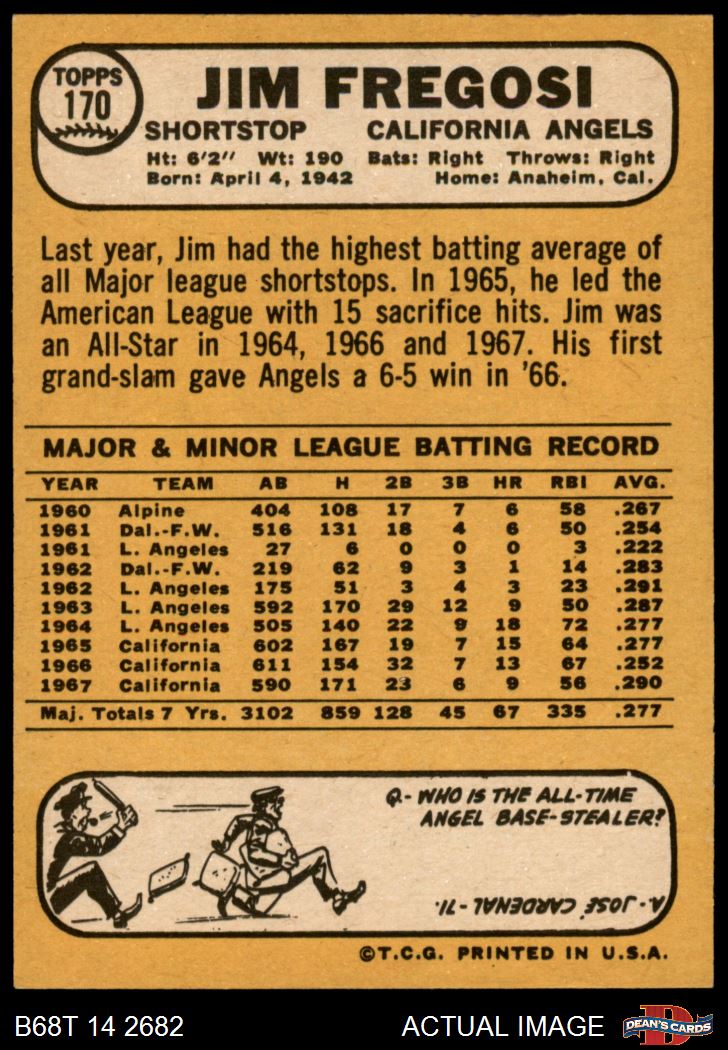 TOPPS
170
JIM FREGOSI
SHORTSTOP CALIFORNIA ANGELS
Ht: 6'2" Wt: 190 Bats: Right Throws: Right
Born: April 4, 1942 Home: Anaheim, Cal.
Last year, Jim had the highest batting average of
all Major league shortstops. In 1965, he led the
American League with 15 sacrifice hits. Jim was
an All-Star in 1964, 1966 and 1967. His first
grand-slam gave Angels a 6-5 win in '66.
MAJOR & MINOR LEAGUE BATTING RECORD
YEAR TEAM AB H 2B 3B HR RBI AVG.
1960 Alpine 404 108 17 7 6 58 .267
1961 Dal.-F.W. 516 131 18 4 6 50 .254
1961 L. Angeles 27 6 0 0 0 3 .222
1962 Dal.-F.W. 219 62 9 3 1 14 .283
1962 L. Angeles 175 51 3 4 3 23 .291
1963 L. Angeles 592 170 29 12 9 50 .287
1964 L. Angeles 505 140 22 9 18 72 .277
1965 California 602 167 19 7 15 64 .277
1966 California 611 154 32 7 13 67 .252
1967 California 590 171 23 6 9 56 .290
Maj. Totals 7 Yrs. 3102 859 128 45 67 335 .277
Q- WHO IS THE ALL-TIME
ANGEL BASE-STEALER?
A- JOSE CARDENAL-71.
©T.C.G. PRINTED IN U.S.A.
B68T 14 2682 ACTUAL IMAGE
D
DEAN'S CARDS